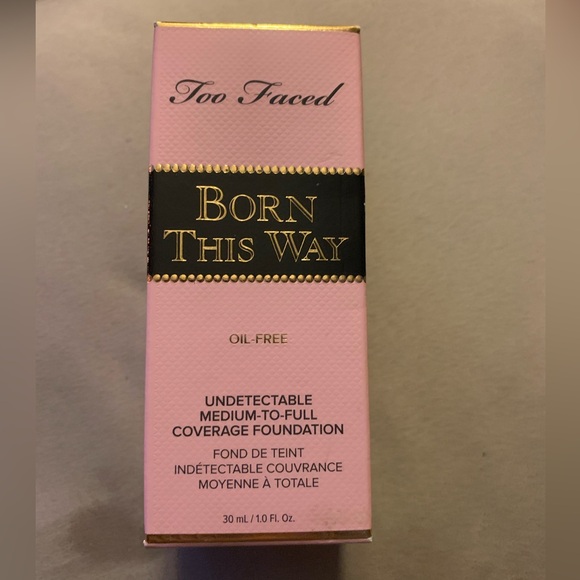 Too Faced
BORN
THIS WAY
OIL-FREE
UNDETECTABLE
MEDIUM-TO-FULL
COVERAGE FOUNDATION
FOND DE TEINT
INDÉTECTABLE COUVRANCE
MOYENNE À TOTALE
30 mL / 1.0 Fl. Oz.